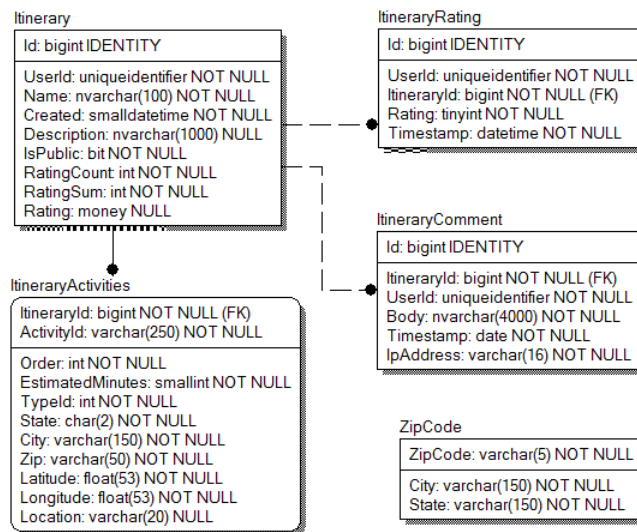 Itinerary
Id: bigint IDENTITY
UserId: uniqueidentifier NOT NULL
Name: nvarchar(100) NOT NULL
Created: smalldatetime NOT NULL
Description: nvarchar(1000) NOT NULL
IsPublic: bit NOT NULL
RatingCount: int NOT NULL
RatingSum: int NOT NULL
Rating: money NULL
ItineraryActivities
ItineraryId: bigint NOT NULL (FK)
ActivityId: varchar(250) NOT NULL
Order: int NOT NULL
EstimatedMinutes: smallint NOT NULL
TypeId: int NOT NULL
State: char(2) NOT NULL
City: varchar(150) NOT NULL
Zip: varchar(50) NOT NULL
Latitude: float(53) NOT NULL
Longitude: float(53) NOT NULL
Location: varchar(20) NULL
ItineraryRating
Id: bigint IDENTITY
UserId: uniqueidentifier NOT NULL
ItineraryId: bigint NOT NULL (FK)
Rating: tinyint NOT NULL
Timestamp: datetime NOT NULL
ItineraryComment
Id: bigint IDENTITY
ItineraryId: bigint NOT NULL (FK)
UserId: uniqueidentifier NOT NULL
Body: nvarchar(4000) NOT NULL
Timestamp: date NOT NULL
IpAddress: varchar(16) NOT NULL
ZipCode
ZipCode: varchar(5) NOT NULL
City: varchar(150) NOT NULL
State: varchar(150) NOT NULL